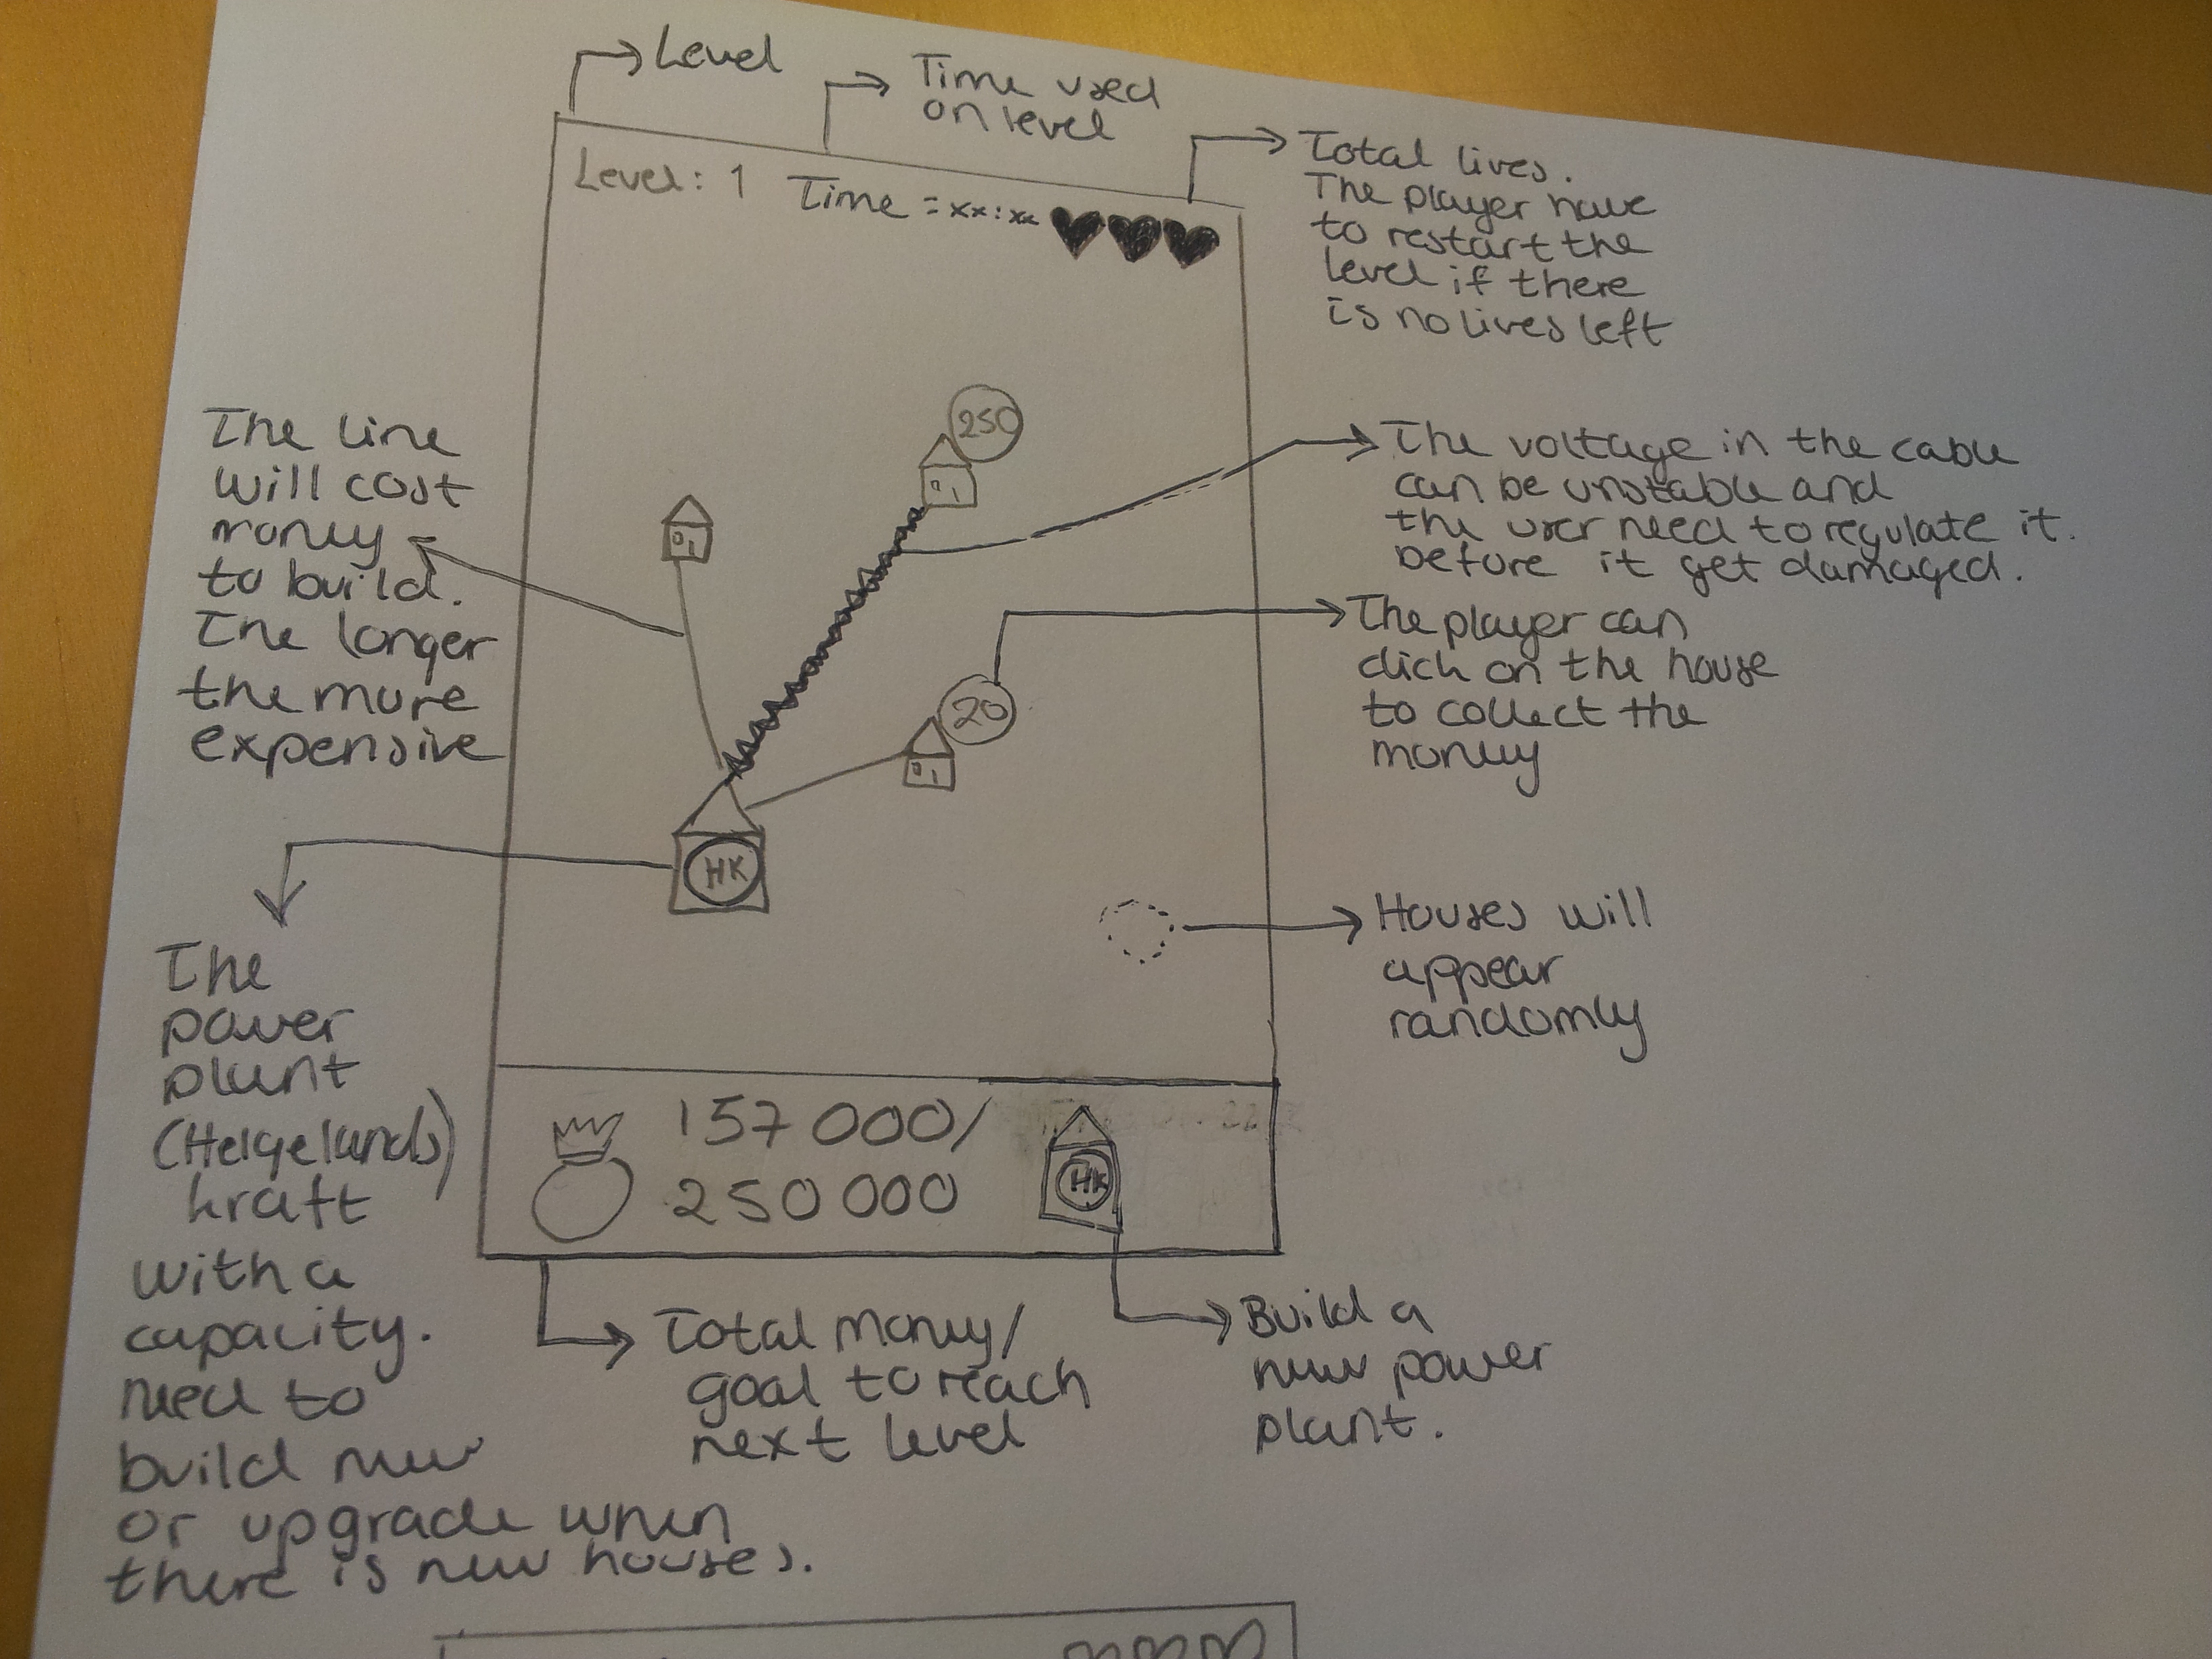 Level
Time used
on level
Total lives.
The player have
to restart the
level if there
is no lives left
Level: 1 Time = xx:xx
The line
will cost
money
to build.
The longer
the more
expensive
250
The voltage in the cable
can be unstable and
the user need to regulate it.
before it get damaged.
20
The player can
click on the house
to collect the
money
HK
Houses will
appear
randomly
The
power
plant
(Helgelands)
kraft
with a
capacity.
need to
build new
or upgrade when
there is new houses.
157 000/
250 000
HK
Total money/
goal to reach
next level
Build a
new power
plant.